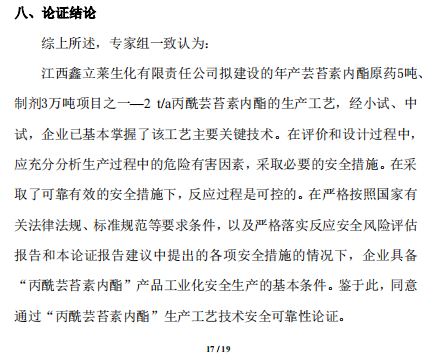 八、论证结论
综上所述，专家组一致认为：
江西鑫立莱生化有限责任公司拟建设的年产芸苔素内酯原药5吨、
制剂3万吨项目之一—2 t/a丙酰芸苔素内酯的生产工艺，经小试、中
试，企业已基本掌握了该工艺主要关键技术。在评价和设计过程中，
应充分分析生产过程中的危险有害因素，采取必要的安全措施。在采
取了可靠有效的安全措施下，反应过程是可控的。在严格按照国家有
关法律法规、标准规范等要求条件，以及严格落实反应安全风险评估
报告和本论证报告建议中提出的各项安全措施的情况下，企业具备
“丙酰芸苔素内酯”产品工业化安全生产的基本条件。鉴于此，同意
通过“丙酰芸苔素内酯”生产工艺技术安全可靠性论证。
17 / 19